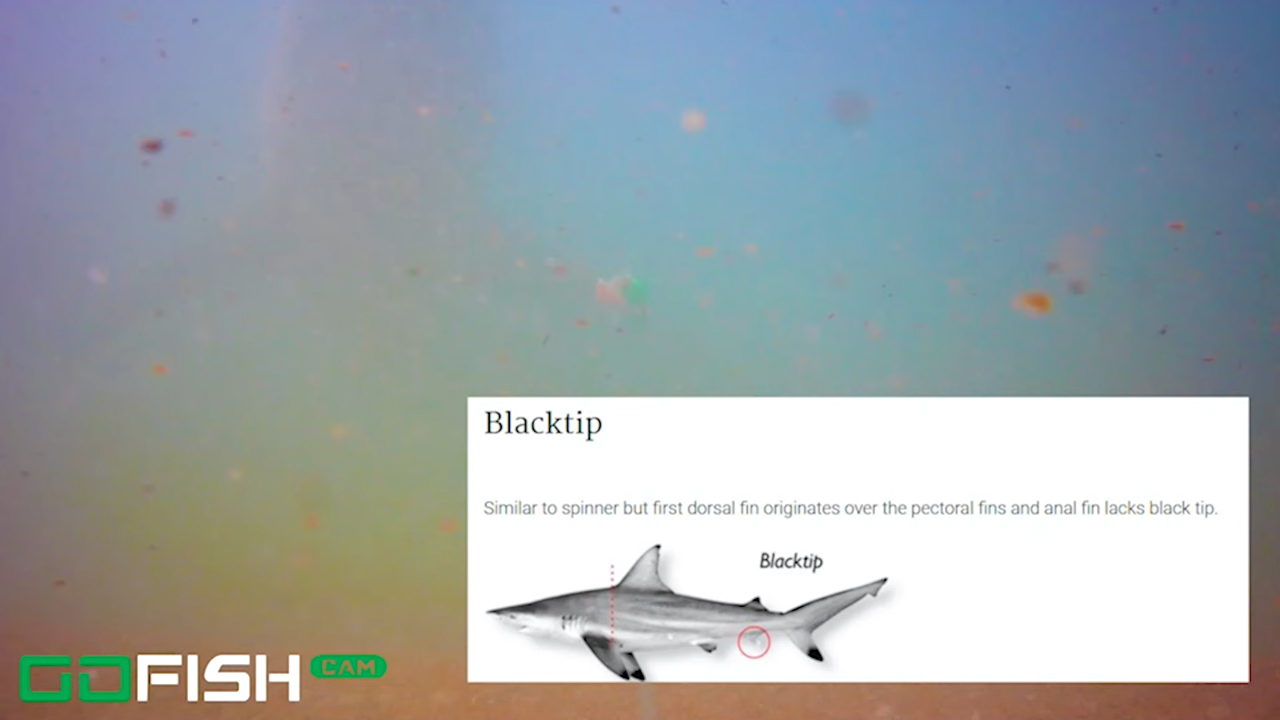 Blacktip
Similar to spinner but first dorsal fin originates over the pectoral fins and anal fin lacks black tip.
Blacktip
GOFISH CAM